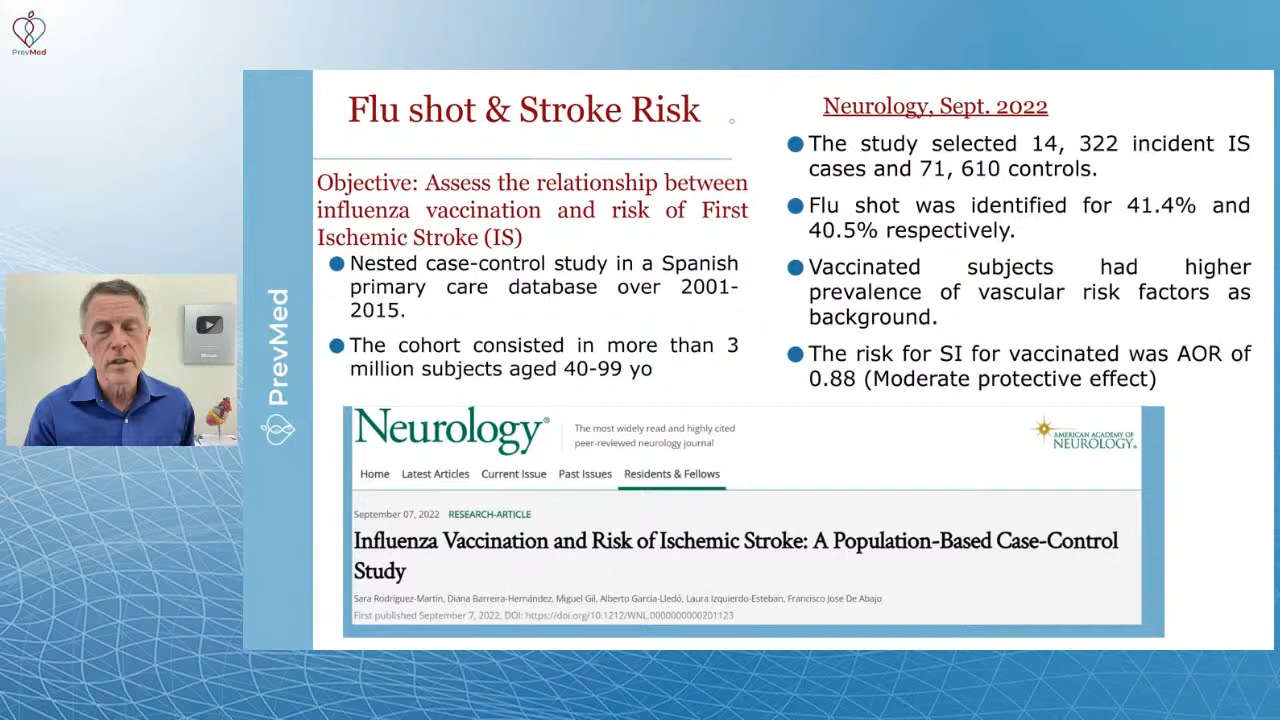 PrevMed
Flu shot & Stroke Risk
Objective: Assess the relationship between
influenza vaccination and risk of First
Ischemic Stroke (IS)
Nested case-control study in a Spanish
primary care database over 2001-
2015.
The cohort consisted in more than 3
million subjects aged 40-99 yo
Neurology, Sept. 2022
The study selected 14, 322 incident IS
cases and 71, 610 controls.
Flu shot was identified for 41.4% and
40.5% respectively.
Vaccinated subjects had higher
prevalence of vascular risk factors as
background.
The risk for SI for vaccinated was AOR of
0.88 (Moderate protective effect)
PrevMed
Neurology®
The most widely read and highly cited
peer-reviewed neurology journal
AMERICAN ACADEMY OF
NEUROLOGY.
Home Latest Articles Current Issue Past Issues Residents & Fellows
September 07, 2022 RESEARCH-ARTICLE
Influenza Vaccination and Risk of Ischemic Stroke: A Population-Based Case-Control
Study
Sara Rodríguez-Martín, Diana Barreira-Hernández, Miguel Gil, Alberto García-Lledó, Laura Izquierdo-Esteban, Francisco Jose De Abajo
First published September 7, 2022, DOI: https://doi.org/10.1212/WNL.0000000000201123